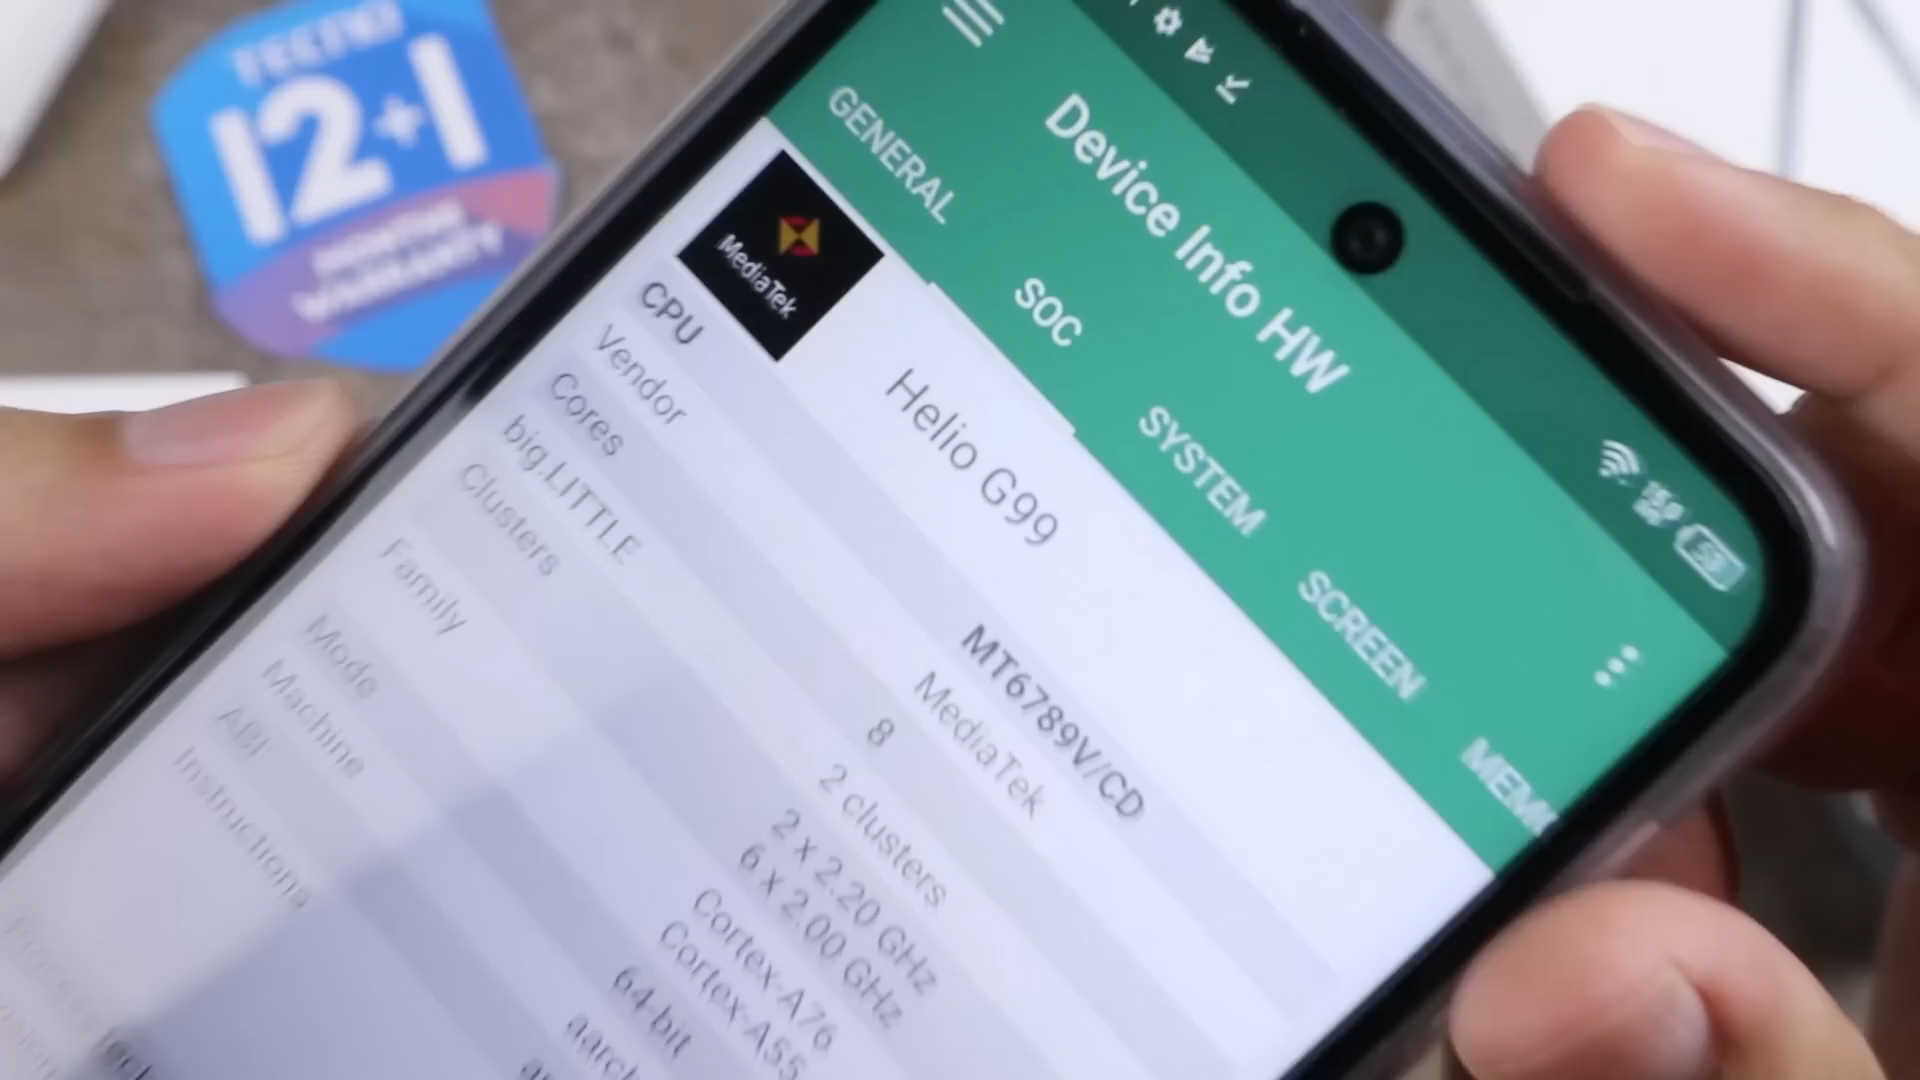 TECNO
12+1
MONTHS
WARRANTY
Device Info HW
GENERAL
SOC
SYSTEM
SCREEN
MediaTek
Helio G99
CPU
MT6789V/CD
Vendor
MediaTek
Cores
8
big.LITTLE
2 clusters
Clusters
2 x 2.20 GHz
6 x 2.00 GHz
Family
Cortex-A76
Cortex-A55
Mode
64-bit
Machine
ABI
Instructions